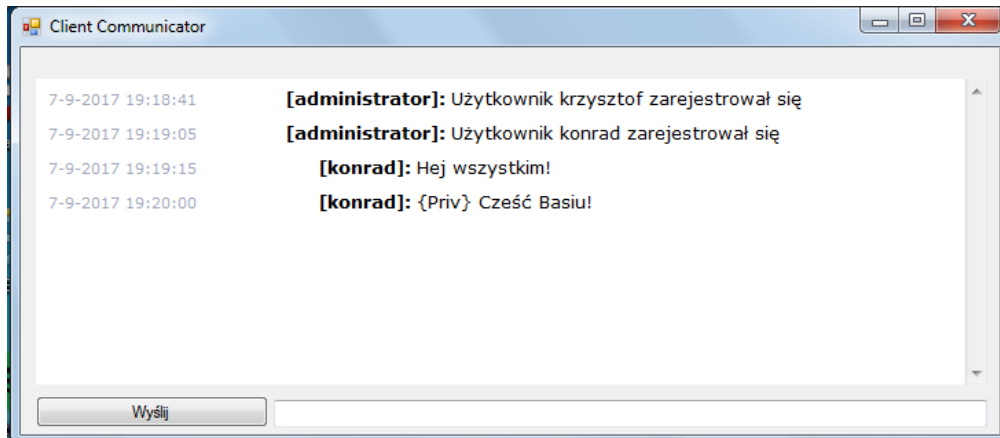 Client Communicator
7-9-2017 19:18:41 [administrator]: Użytkownik krzysztof zarejestrował się
7-9-2017 19:19:05 [administrator]: Użytkownik konrad zarejestrował się
7-9-2017 19:19:15 [konrad]: Hej wszystkim!
7-9-2017 19:20:00 [konrad]: {Priv} Cześć Basiu!
Wyślij